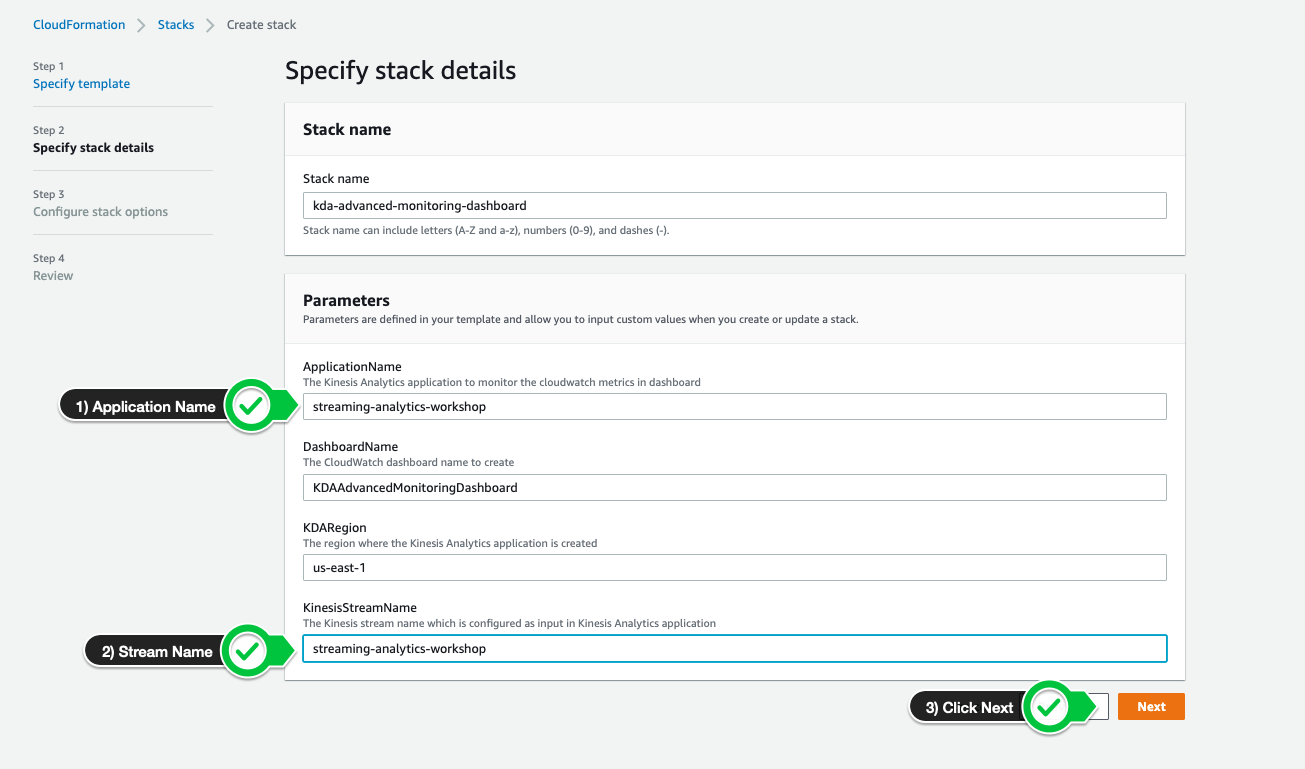 CloudFormation > Stacks > Create stack
Step 1
Specify template
Step 2
Specify stack details
Step 3
Configure stack options
Step 4
Review
Specify stack details
Stack name
Stack name
kda-advanced-monitoring-dashboard
Stack name can include letters (A-Z and a-z), numbers (0-9), and dashes (-).
Parameters
Parameters are defined in your template and allow you to input custom values when you create or update a stack.
ApplicationName
The Kinesis Analytics application to monitor the cloudwatch metrics in dashboard
1) Application Name
streaming-analytics-workshop
DashboardName
The CloudWatch dashboard name to create
KDAAdvancedMonitoringDashboard
KDARegion
The region where the Kinesis Analytics application is created
us-east-1
KinesisStreamName
The Kinesis stream name which is configured as input in Kinesis Analytics application
2) Stream Name
streaming-analytics-workshop
3) Click Next
Next